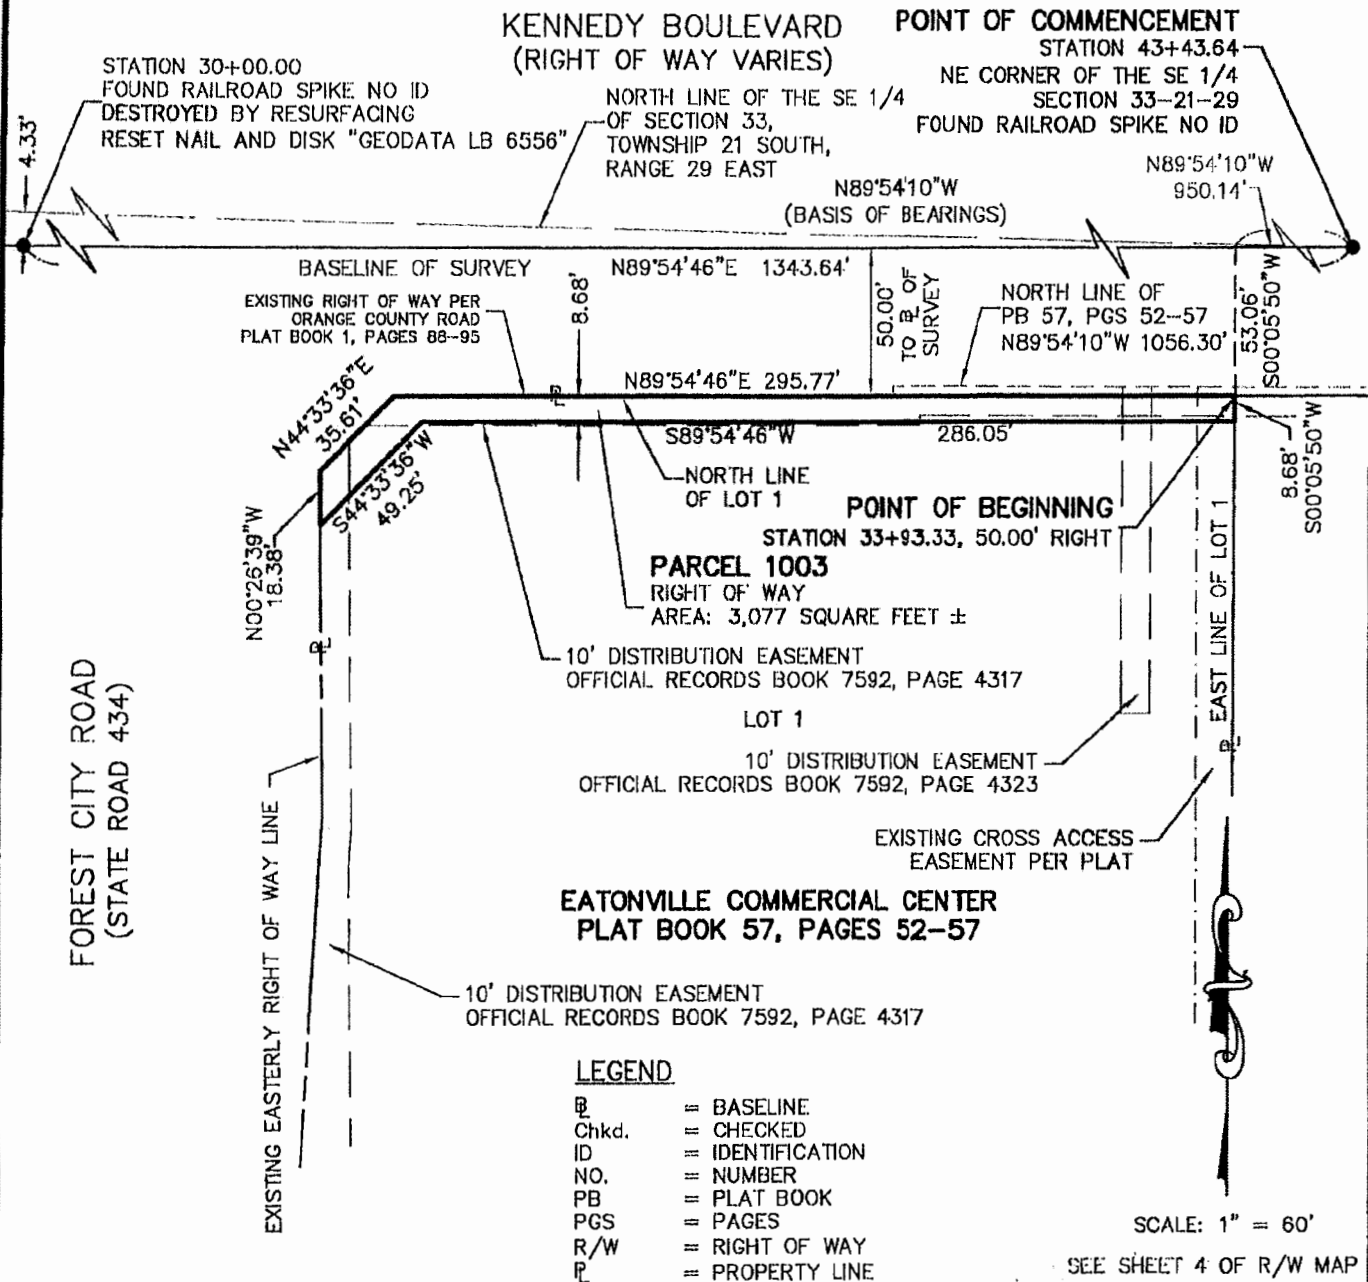 KENNEDY BOULEVARD
(RIGHT OF WAY VARIES)
POINT OF COMMENCEMENT
STATION 43+43.64
NE CORNER OF THE SE 1/4
SECTION 33-21-29
FOUND RAILROAD SPIKE NO ID
STATION 30+00.00
FOUND RAILROAD SPIKE NO ID
DESTROYED BY RESURFACING
RESET NAIL AND DISK "GEODATA LB 6556"
4.33'
NORTH LINE OF THE SE 1/4
OF SECTION 33,
TOWNSHIP 21 SOUTH,
RANGE 29 EAST
N89°54'10"W
(BASIS OF BEARINGS)
N89°54'10"W
950.14'
BASELINE OF SURVEY
N89°54'46"E 1343.64'
EXISTING RIGHT OF WAY PER
ORANGE COUNTY ROAD
PLAT BOOK 1, PAGES 88-95
8.68'
50.00'
TO B̲L OF
SURVEY
NORTH LINE OF
PB 57, PGS 52-57
N89°54'10"W 1056.30'
53.06'
S00°05'50"W
N44°33'36"E
35.61'
N89°54'46"E 295.77'
PL
S89°54'46"W
286.05'
S44°33'36"W
49.25'
NORTH LINE
OF LOT 1
8.68'
S00°05'50"W
POINT OF BEGINNING
STATION 33+93.33, 50.00' RIGHT
N00°26'39"W
18.38'
PARCEL 1003
RIGHT OF WAY
AREA: 3,077 SQUARE FEET ±
PL
10' DISTRIBUTION EASEMENT
OFFICIAL RECORDS BOOK 7592, PAGE 4317
LOT 1
EAST LINE OF LOT 1
PL
10' DISTRIBUTION EASEMENT
OFFICIAL RECORDS BOOK 7592, PAGE 4323
FOREST CITY ROAD
(STATE ROAD 434)
EXISTING EASTERLY RIGHT OF WAY LINE
EXISTING CROSS ACCESS
EASEMENT PER PLAT
EATONVILLE COMMERCIAL CENTER
PLAT BOOK 57, PAGES 52-57
10' DISTRIBUTION EASEMENT
OFFICIAL RECORDS BOOK 7592, PAGE 4317
LEGEND
BL = BASELINE
Chkd. = CHECKED
ID = IDENTIFICATION
NO. = NUMBER
PB = PLAT BOOK
PGS = PAGES
R/W = RIGHT OF WAY
PL = PROPERTY LINE
SCALE: 1" = 60'
SEE SHEET 4 OF R/W MAP